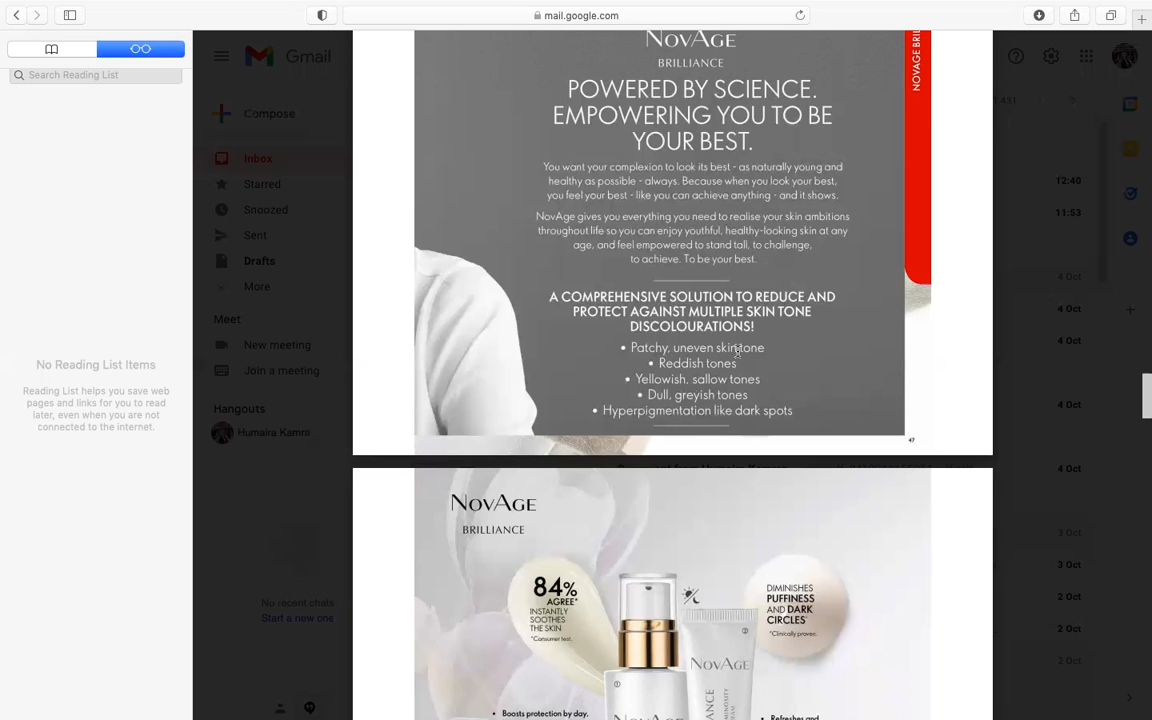 mail.google.com
Search Reading List
No Reading List Items
Reading List helps you save web
pages and links for you to read
later, even when you are not
connected to the internet.
Gmail
Compose
Inbox
Starred
Snoozed
Sent
Drafts
More
Meet
New meeting
Join a meeting
Hangouts
Humaira Kamro
No recent chats
Start a new one
NOVAGE
BRILLIANCE
POWERED BY SCIENCE.
EMPOWERING YOU TO BE
YOUR BEST.
You want your complexion to look its best - as naturally young and
healthy as possible - always. Because when you look your best,
you feel your best - like you can achieve anything - and it shows.
NovAge gives you everything you need to realise your skin ambitions
throughout life so you can enjoy youthful, healthy-looking skin at any
age, and feel empowered to stand tall, to challenge,
to achieve. To be your best.
A COMPREHENSIVE SOLUTION TO REDUCE AND
PROTECT AGAINST MULTIPLE SKIN TONE
DISCOLOURATIONS!
• Patchy, uneven skin tone
• Reddish tones
• Yellowish, sallow tones
• Dull, greyish tones
• Hyperpigmentation like dark spots
47
NOVAGE BRI
NOVAGE
BRILLIANCE
84%
AGREE*
INSTANTLY
SOOTHES
THE SKIN
*Consumer test.
DIMINISHES
PUFFINESS
AND DARK
CIRCLES*
*Clinically proven.
①
②
NOVAGE
• Boosts protection by day.
• Refreshes and
12:40
11:53
4 Oct
4 Oct
4 Oct
4 Oct
4 Oct
3 Oct
3 Oct
2 Oct
2 Oct
2 Oct